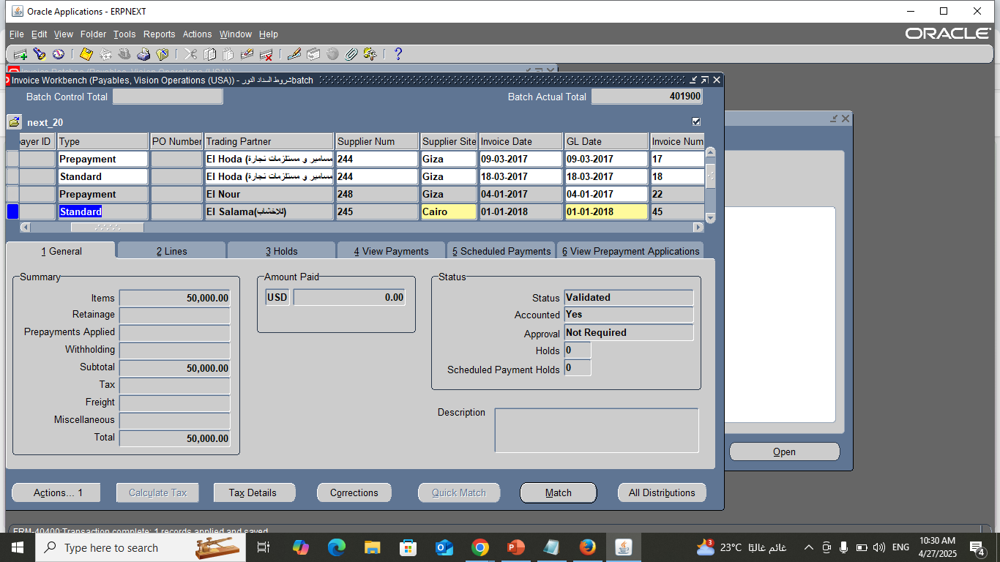 Oracle Applications - ERPNEXT
File Edit View Folder Tools Reports Actions Window Help
ORACLE
Invoice Batches (Payables, Vision Operations (USA))
Invoice Workbench (Payables, Vision Operations (USA)) - شروط السداد النورbatch
Batch Control Total
Batch Actual Total 401900
next_20
ayer ID Type PO Number Trading Partner Supplier Num Supplier Site Invoice Date GL Date Invoice Num
Prepayment El Hoda (مسامير و مستلزمات نجارة 244 Giza 09-03-2017 09-03-2017 17
Standard El Hoda (مسامير و مستلزمات نجارة 244 Giza 18-03-2017 18-03-2017 18
Prepayment El Nour 248 Giza 04-01-2017 04-01-2017 22
Standard El Salama(للاخشاب) 245 Cairo 01-01-2018 01-01-2018 45
1 General 2 Lines 3 Holds 4 View Payments 5 Scheduled Payments 6 View Prepayment Applications
Summary
Items 50,000.00
Retainage
Prepayments Applied
Withholding
Subtotal 50,000.00
Tax
Freight
Miscellaneous
Total 50,000.00
Amount Paid
USD 0.00
Status
Status Validated
Accounted Yes
Approval Not Required
Holds 0
Scheduled Payment Holds 0
Description
Open
Actions... 1 Calculate Tax Tax Details Corrections Quick Match Match All Distributions
FRM-40400:Transaction complete: 1 records applied and saved.
Type here to search
3
23°C غائم غالبًا
ENG
10:30 AM
4/27/2025
4